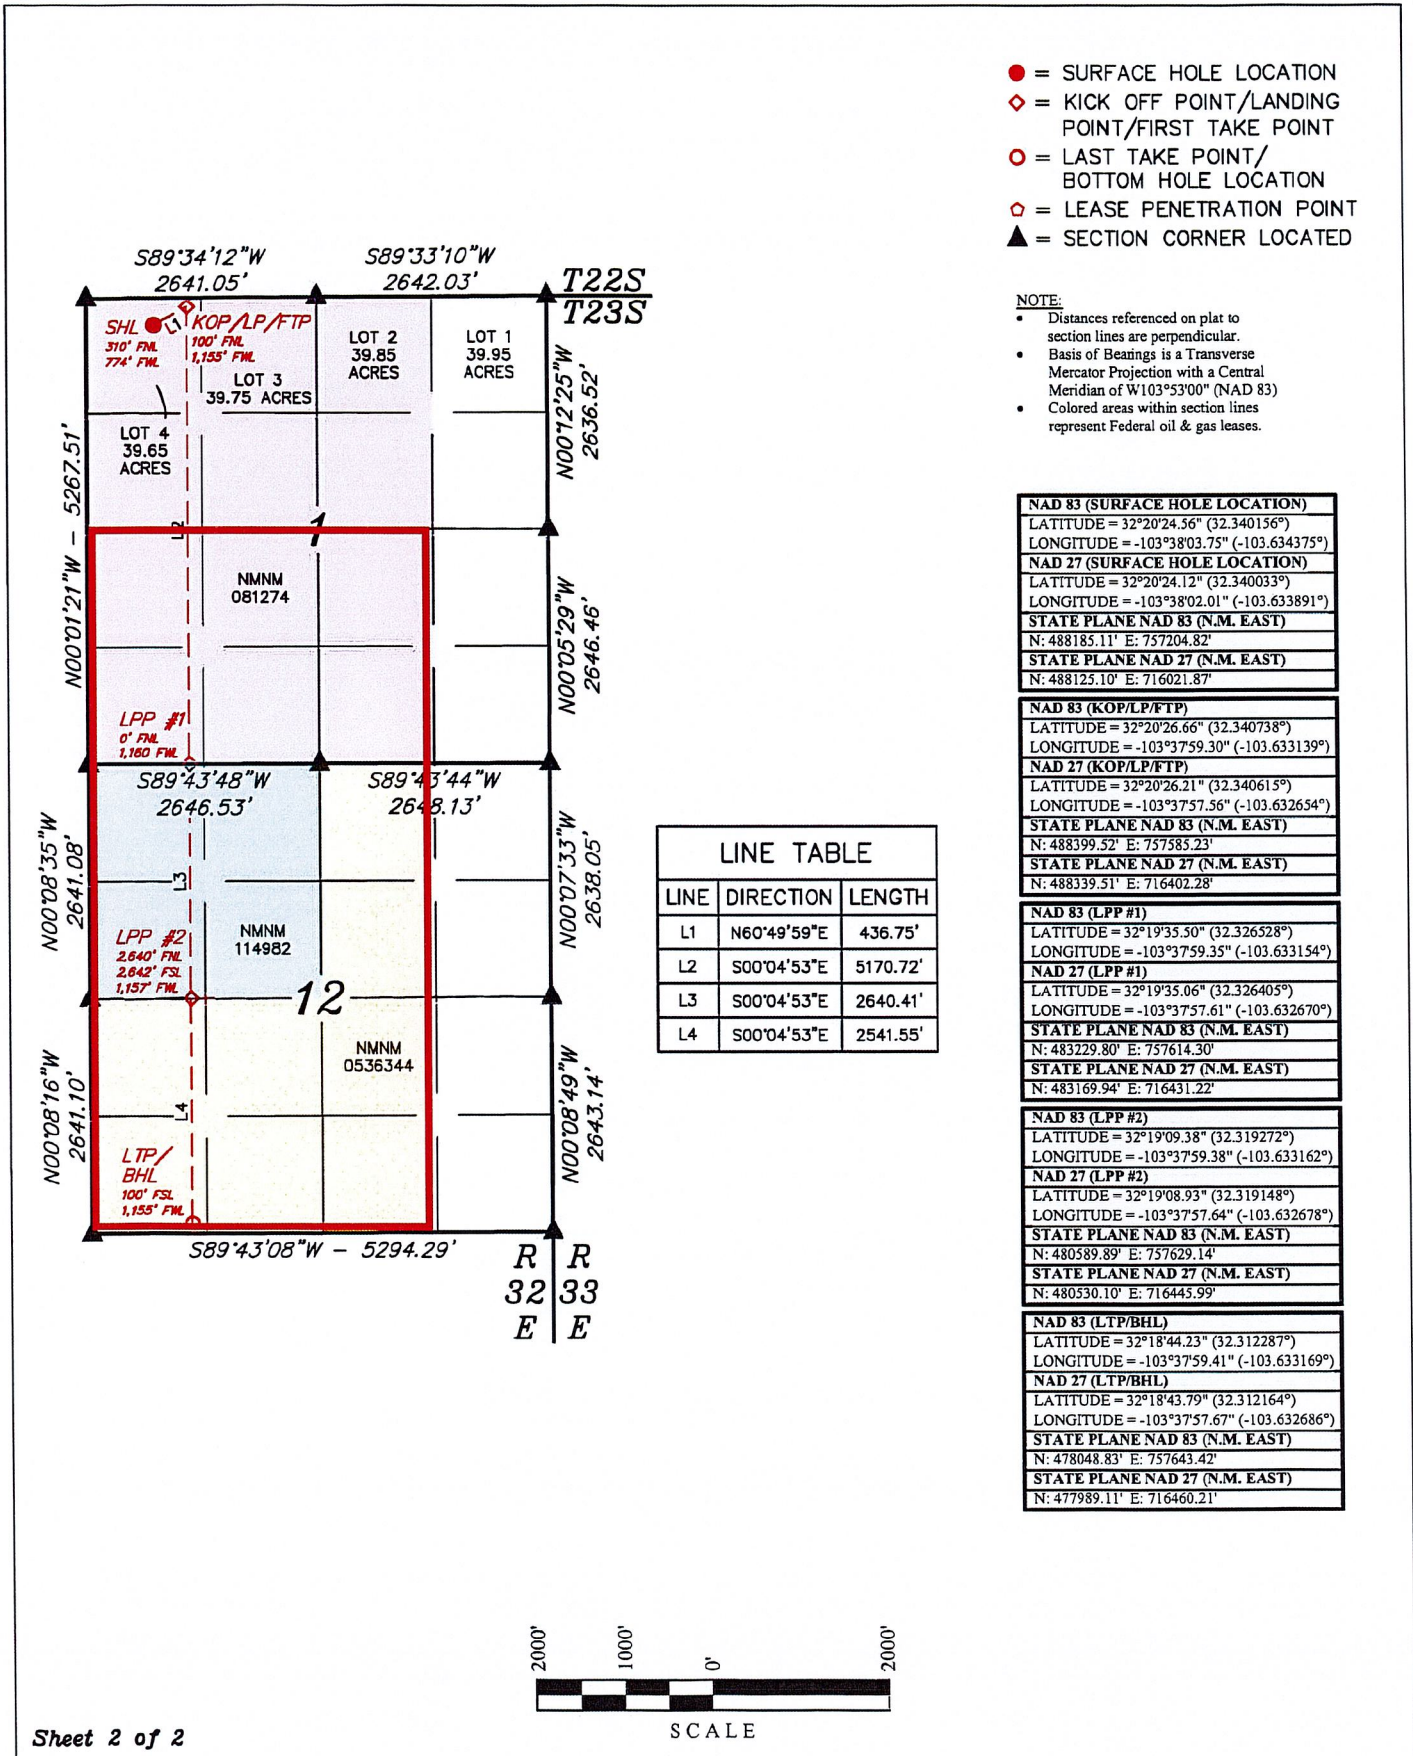 = SURFACE HOLE LOCATION
= KICK OFF POINT/LANDING
POINT/FIRST TAKE POINT
= LAST TAKE POINT/
BOTTOM HOLE LOCATION
= LEASE PENETRATION POINT
= SECTION CORNER LOCATED
NOTE:
• Distances referenced on plat to
section lines are perpendicular.
• Basis of Bearings is a Transverse
Mercator Projection with a Central
Meridian of W103°53'00" (NAD 83)
• Colored areas within section lines
represent Federal oil & gas leases.
S89°34'12"W
2641.05'
S89°33'10"W
2642.03'
T22S
T23S
SHL
310' FNL
774' FWL
L1
KOP/LP/FTP
100' FNL
1,155' FWL
LOT 4
39.65
ACRES
LOT 3
39.75 ACRES
LOT 2
39.85
ACRES
LOT 1
39.95
ACRES
N00°12'25"W
2636.52'
N00°01'21"W - 5267.51'
L2
1
NMNM
081274
N00°05'29"W
2646.46'
LPP #1
0' FNL
1,160 FWL
S89°43'48"W
2646.53'
S89°43'44"W
2648.13'
N00°08'35"W
2641.08'
L3
N00°07'33"W
2638.05'
LPP #2
2,640' FNL
2,642' FSL
1,157' FWL
NMNM
114982
12
NMNM
0536344
N00°08'16"W
2641.10'
L4
N00°08'49"W
2643.14'
LTP/
BHL
100' FSL
1,155' FWL
S89°43'08"W - 5294.29'
R R
32 33
E E
LINE TABLE
LINE DIRECTION LENGTH
L1 N60°49'59"E 436.75'
L2 S00°04'53"E 5170.72'
L3 S00°04'53"E 2640.41'
L4 S00°04'53"E 2541.55'
NAD 83 (SURFACE HOLE LOCATION)
LATITUDE = 32°20'24.56" (32.340156°)
LONGITUDE = -103°38'03.75" (-103.634375°)
NAD 27 (SURFACE HOLE LOCATION)
LATITUDE = 32°20'24.12" (32.340033°)
LONGITUDE = -103°38'02.01" (-103.633891°)
STATE PLANE NAD 83 (N.M. EAST)
N: 488185.11' E: 757204.82'
STATE PLANE NAD 27 (N.M. EAST)
N: 488125.10' E: 716021.87'
NAD 83 (KOP/LP/FTP)
LATITUDE = 32°20'26.66" (32.340738°)
LONGITUDE = -103°37'59.30" (-103.633139°)
NAD 27 (KOP/LP/FTP)
LATITUDE = 32°20'26.21" (32.340615°)
LONGITUDE = -103°37'57.56" (-103.632654°)
STATE PLANE NAD 83 (N.M. EAST)
N: 488399.52' E: 757585.23'
STATE PLANE NAD 27 (N.M. EAST)
N: 488339.51' E: 716402.28'
NAD 83 (LPP #1)
LATITUDE = 32°19'35.50" (32.326528°)
LONGITUDE = -103°37'59.35" (-103.633154°)
NAD 27 (LPP #1)
LATITUDE = 32°19'35.06" (32.326405°)
LONGITUDE = -103°37'57.61" (-103.632670°)
STATE PLANE NAD 83 (N.M. EAST)
N: 483229.80' E: 757614.30'
STATE PLANE NAD 27 (N.M. EAST)
N: 483169.94' E: 716431.22'
NAD 83 (LPP #2)
LATITUDE = 32°19'09.38" (32.319272°)
LONGITUDE = -103°37'59.38" (-103.633162°)
NAD 27 (LPP #2)
LATITUDE = 32°19'08.93" (32.319148°)
LONGITUDE = -103°37'57.64" (-103.632678°)
STATE PLANE NAD 83 (N.M. EAST)
N: 480589.89' E: 757629.14'
STATE PLANE NAD 27 (N.M. EAST)
N: 480530.10' E: 716445.99'
NAD 83 (LTP/BHL)
LATITUDE = 32°18'44.23" (32.312287°)
LONGITUDE = -103°37'59.41" (-103.633169°)
NAD 27 (LTP/BHL)
LATITUDE = 32°18'43.79" (32.312164°)
LONGITUDE = -103°37'57.67" (-103.632686°)
STATE PLANE NAD 83 (N.M. EAST)
N: 478048.83' E: 757643.42'
STATE PLANE NAD 27 (N.M. EAST)
N: 477989.11' E: 716460.21'
2000' 1000' 0' 2000'
SCALE
Sheet 2 of 2